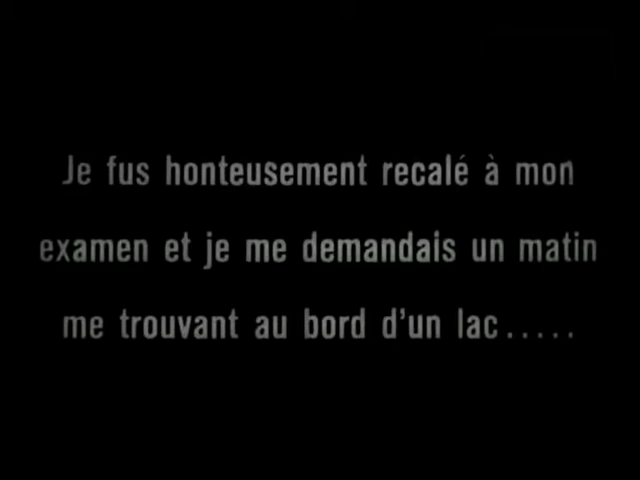 Je fus honteusement recalé à mon
examen et je me demandais un matin
me trouvant au bord d'un lac.....